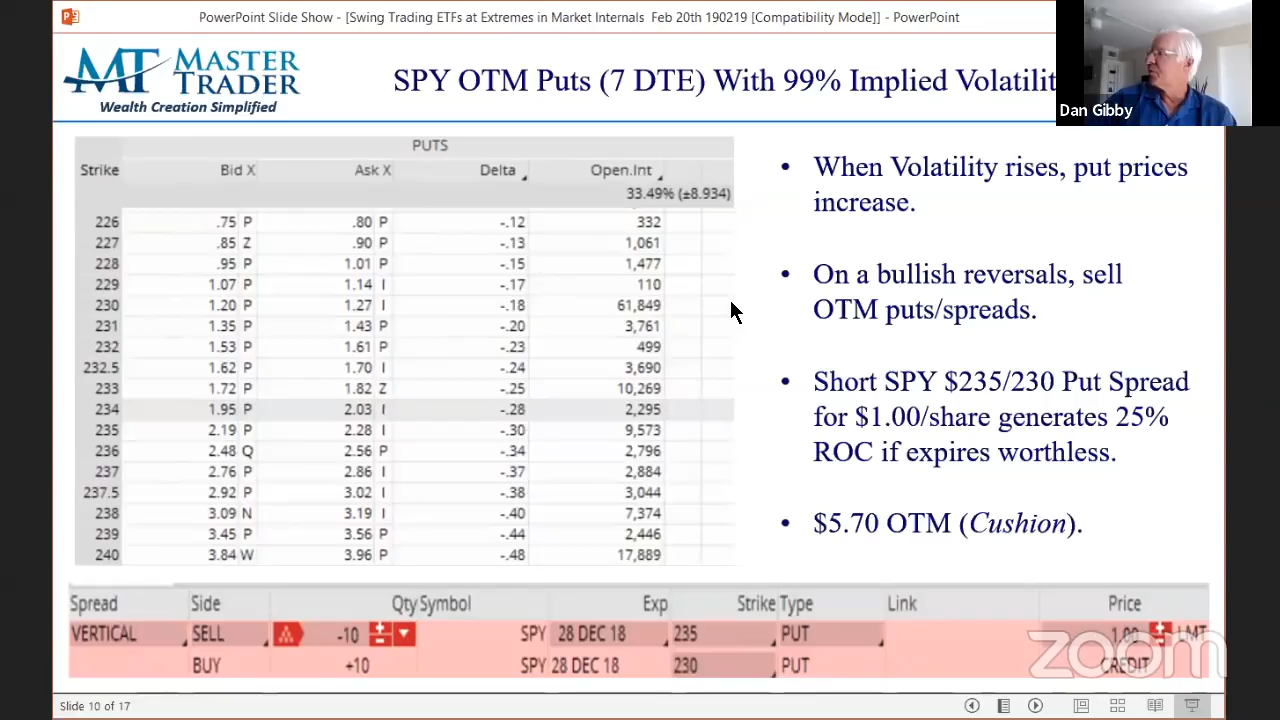 PowerPoint Slide Show - [Swing Trading ETFs at Extremes in Market Internals Feb 20th 190219 [Compatibility Mode]] - PowerPoint
MT MASTER TRADER
Wealth Creation Simplified
SPY OTM Puts (7 DTE) With 99% Implied
Dan Gibby
PUTS
Strike Bid X Ask X Delta Open.Int
33.49% (±8.934)
226 .75 P .80 P -.12 332
227 .85 Z .90 P -.13 1,061
228 .95 P 1.01 P -.15 1,477
229 1.07 P 1.14 I -.17 110
230 1.20 P 1.27 I -.18 61,849
231 1.35 P 1.43 P -.20 3,761
232 1.53 P 1.61 P -.23 499
232.5 1.62 P 1.70 I -.24 3,690
233 1.72 P 1.82 Z -.25 10,269
234 1.95 P 2.03 I -.28 2,295
235 2.19 P 2.28 I -.30 9,573
236 2.48 Q 2.56 P -.34 2,796
237 2.76 P 2.86 I -.37 2,884
237.5 2.92 P 3.02 I -.38 3,044
238 3.09 N 3.19 I -.40 7,374
239 3.45 P 3.56 P -.44 2,446
240 3.84 W 3.96 P -.48 17,889
• When Volatility rises, put prices
increase.
• On a bullish reversals, sell
OTM puts/spreads.
• Short SPY $235/230 Put Spread
for $1.00/share generates 25%
ROC if expires worthless.
• $5.70 OTM (Cushion).
Spread Side Qty Symbol Exp Strike Type Link Price
VERTICAL SELL -10 SPY 28 DEC 18 235 PUT 1.00 LMT
BUY +10 SPY 28 DEC 18 230 PUT CREDIT
zoom
Slide 10 of 17